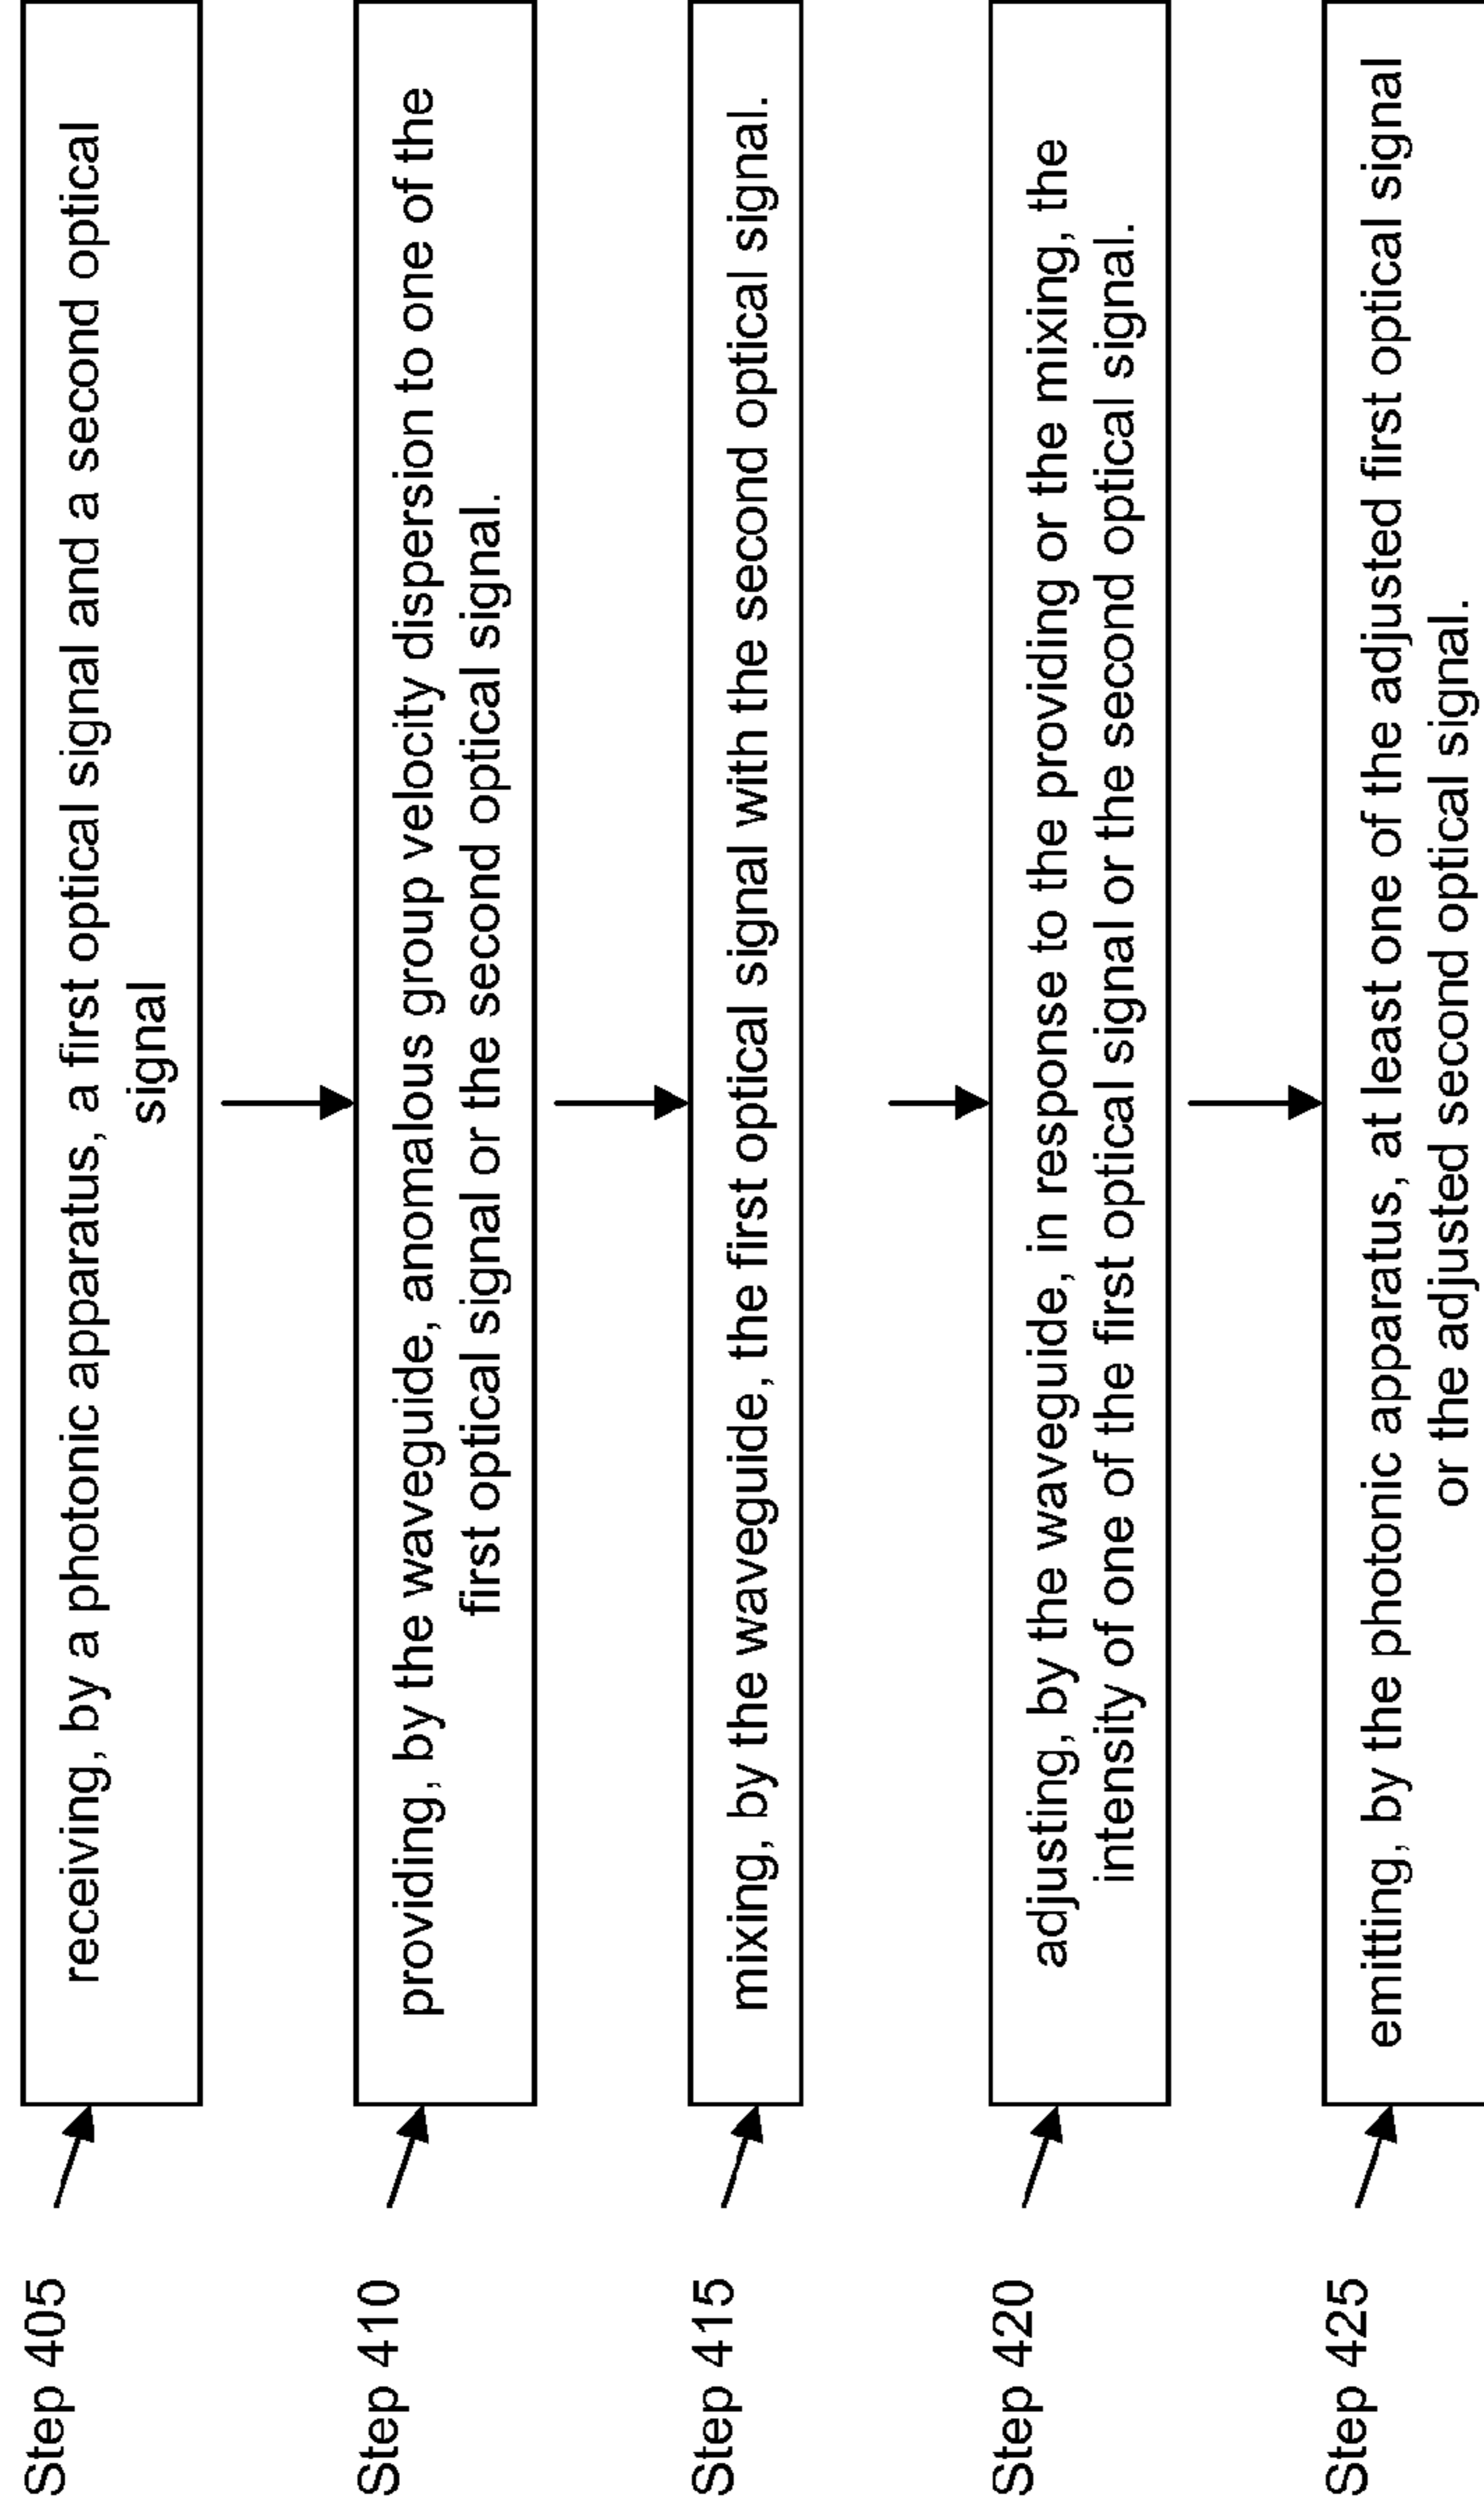 Step 405
receiving, by a photonic apparatus, a first optical signal and a second optical
signal
Step 410
providing, by the waveguide, anomalous group velocity dispersion to one of the
first optical signal or the second optical signal.
Step 415
mixing, by the waveguide, the first optical signal with the second optical signal.
Step 420
adjusting, by the waveguide, in response to the providing or the mixing, the
intensity of one of the first optical signal or the second optical signal.
Step 425
emitting, by the photonic apparatus, at least one of the adjusted first optical signal
or the adjusted second optical signal.